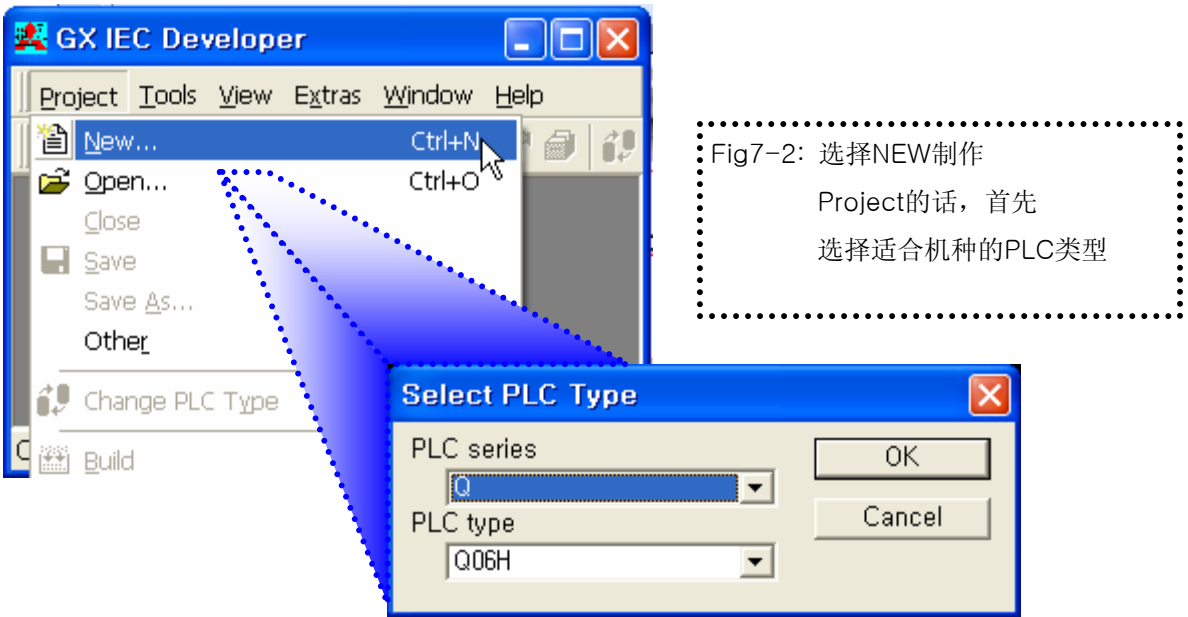 GX IEC Developer
Project Tools View Extras Window Help
New... Ctrl+N
Open... Ctrl+O
Close
Save
Save As...
Other
Change PLC Type
Build
Fig7-2: 选择NEW制作
Project的话，首先
选择适合机种的PLC类型
Select PLC Type
PLC series
Q
PLC type
Q06H
OK
Cancel